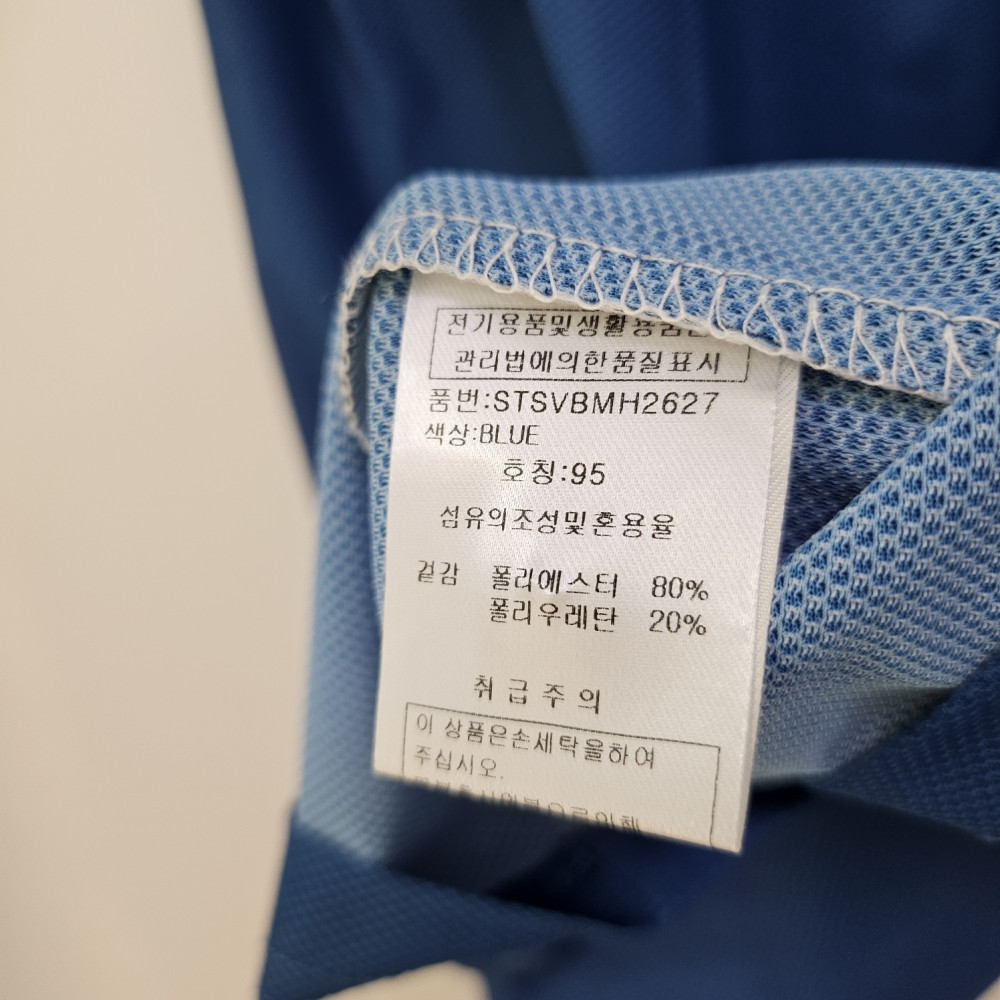 전기용품및생활용품안
관리법에의한품질표시
품번:STSVBMH2627
색상:BLUE
호칭:95
섬유의조성및혼용율
겉감 폴리에스터 80%
폴리우레탄 20%
취급주의
이 상품은손세탁을하여
주십시오.